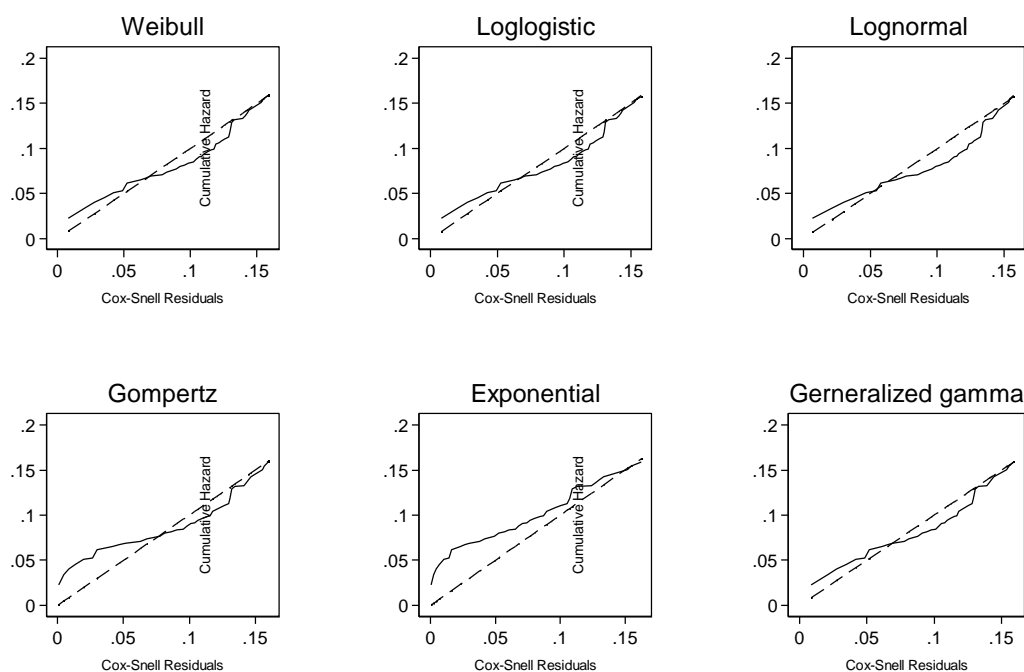 Weibull
.2
.15
.1
.05
0
0 .05 .1 .15
Cox-Snell Residuals
Cumulative Hazard
Loglogistic
.2
.15
.1
.05
0
0 .05 .1 .15
Cox-Snell Residuals
Cumulative Hazard
Lognormal
.2
.15
.1
.05
0
0 .05 .1 .15
Cox-Snell Residuals
Gompertz
.2
.15
.1
.05
0
0 .05 .1 .15
Cox-Snell Residuals
Cumulative Hazard
Exponential
.2
.15
.1
.05
0
0 .05 .1 .15
Cox-Snell Residuals
Cumulative Hazard
Gerneralized gamma
.2
.15
.1
.05
0
0 .05 .1 .15
Cox-Snell Residuals